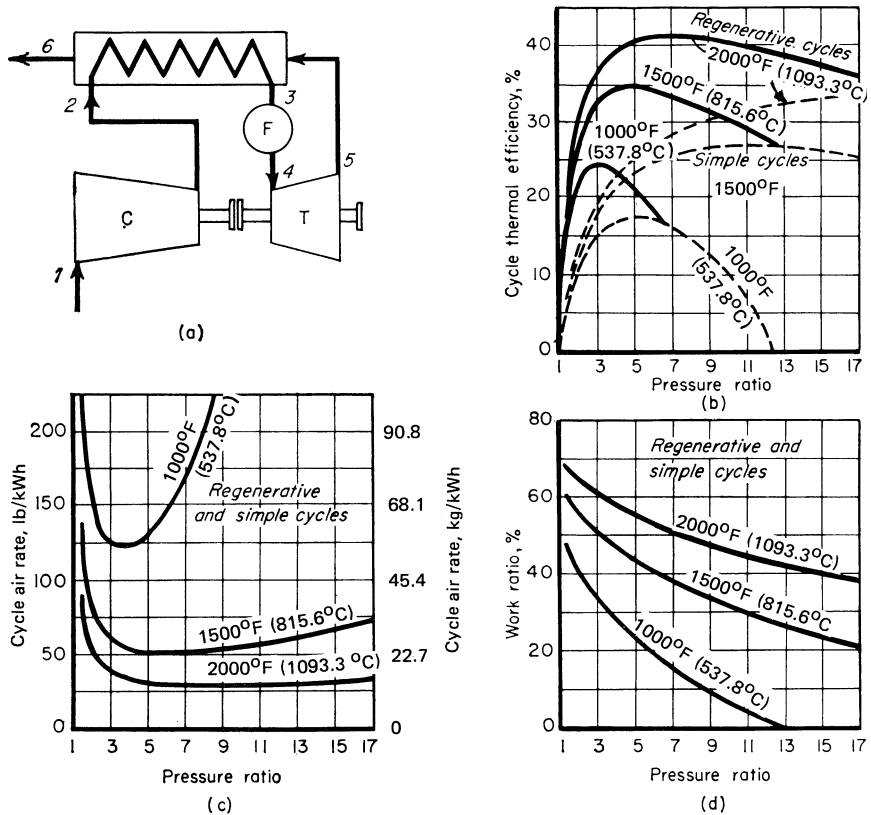 6
2
3
F
4
5
C
T
1
(a)
Cycle thermal efficiency, %
40
30
20
10
0
Regenerative cycles
2000°F (1093.3°C)
1500°F (815.6°C)
1000°F
(537.8°C)
Simple cycles
1500°F
1000°F
(537.8°C)
1 3 5 7 9 11 13 15 17
Pressure ratio
(b)
Cycle air rate, lb/kWh
200
150
100
50
0
1000°F
(537.8°C)
Regenerative
and simple cycles
1500°F (815.6°C)
2000°F (1093.3 °C)
90.8
68.1
45.4
22.7
0
Cycle air rate, kg/kWh
1 3 5 7 9 11 13 15 17
Pressure ratio
(c)
Work ratio, %
80
60
40
20
0
Regenerative and
simple cycles
2000°F (1093.3°C)
1500°F (815.6°C
1000°F (537.8°C)
1 3 5 7 9 11 13 15 17
Pressure ratio
(d)